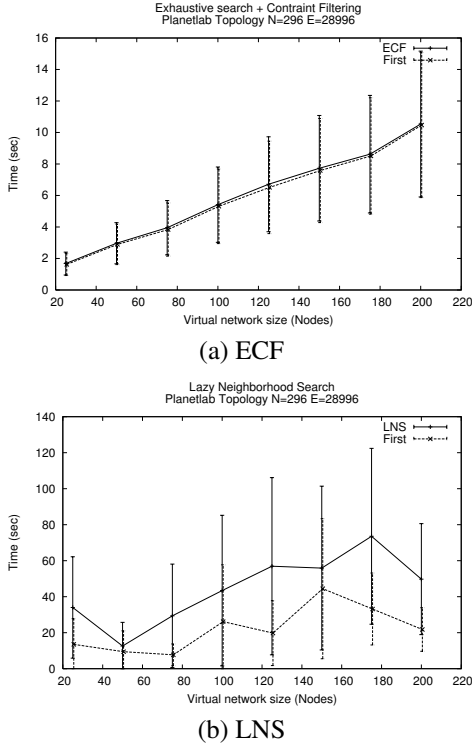 Exhaustive search + Contraint Filtering
Planetlab Topology N=296 E=28996
ECF
First
16
14
12
10
8
6
4
2
0
Time (sec)
20 40 60 80 100 120 140 160 180 200 220
Virtual network size (Nodes)
(a) ECF
Lazy Neighborhood Search
Planetlab Topology N=296 E=28996
LNS
First
140
120
100
80
60
40
20
0
Time (sec)
20 40 60 80 100 120 140 160 180 200 220
Virtual network size (Nodes)
(b) LNS